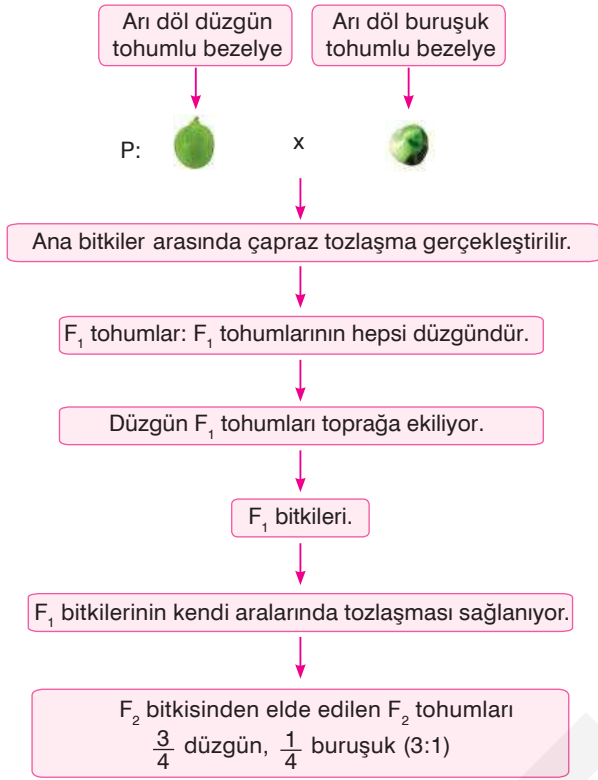 Arı döl düzgün
tohumlu bezelye
Arı döl buruşuk
tohumlu bezelye
P:
x
Ana bitkiler arasında çapraz tozlaşma gerçekleştirilir.
F₁ tohumlar: F₁ tohumlarının hepsi düzgündür.
Düzgün F₁ tohumları toprağa ekiliyor.
F₁ bitkileri.
F₁ bitkilerinin kendi aralarında tozlaşması sağlanıyor.
F₂ bitkisinden elde edilen F₂ tohumları
3/4 düzgün, 1/4 buruşuk (3:1)